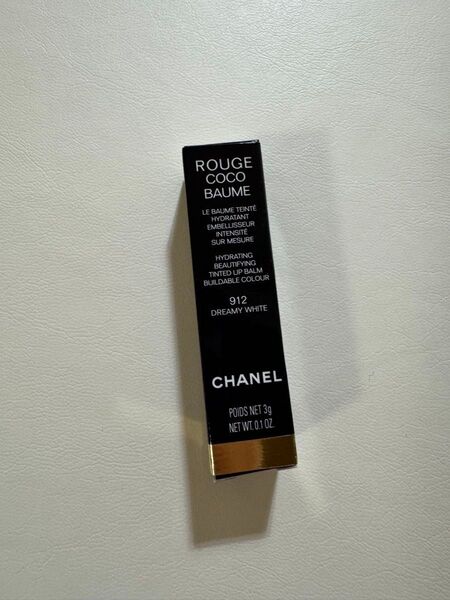 ROUGE
COCO
BAUME
LE BAUME TEINTÉ
HYDRATANT
EMBELLISSEUR
INTENSITÉ
SUR MESURE
HYDRATING
BEAUTIFYING
TINTED LIP BALM
BUILDABLE COLOUR
912
DREAMY WHITE
CHANEL
POIDS NET 3g
NET WT. 0.1 OZ.